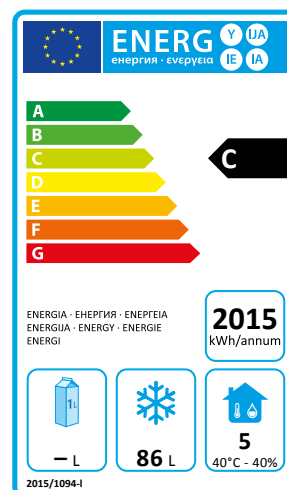 ENERG Y IJA
енергия · ενεργεια IE IA
A
B
C
D
E
F
G
C
ENERGIA · ЕНЕРГИЯ · ΕΝΕΡΓΕΙΑ
ENERGIJA · ENERGY · ENERGIE
ENERGI
2015
kWh/annum
1L
– L
86 L
5
40°C - 40%
2015/1094-I